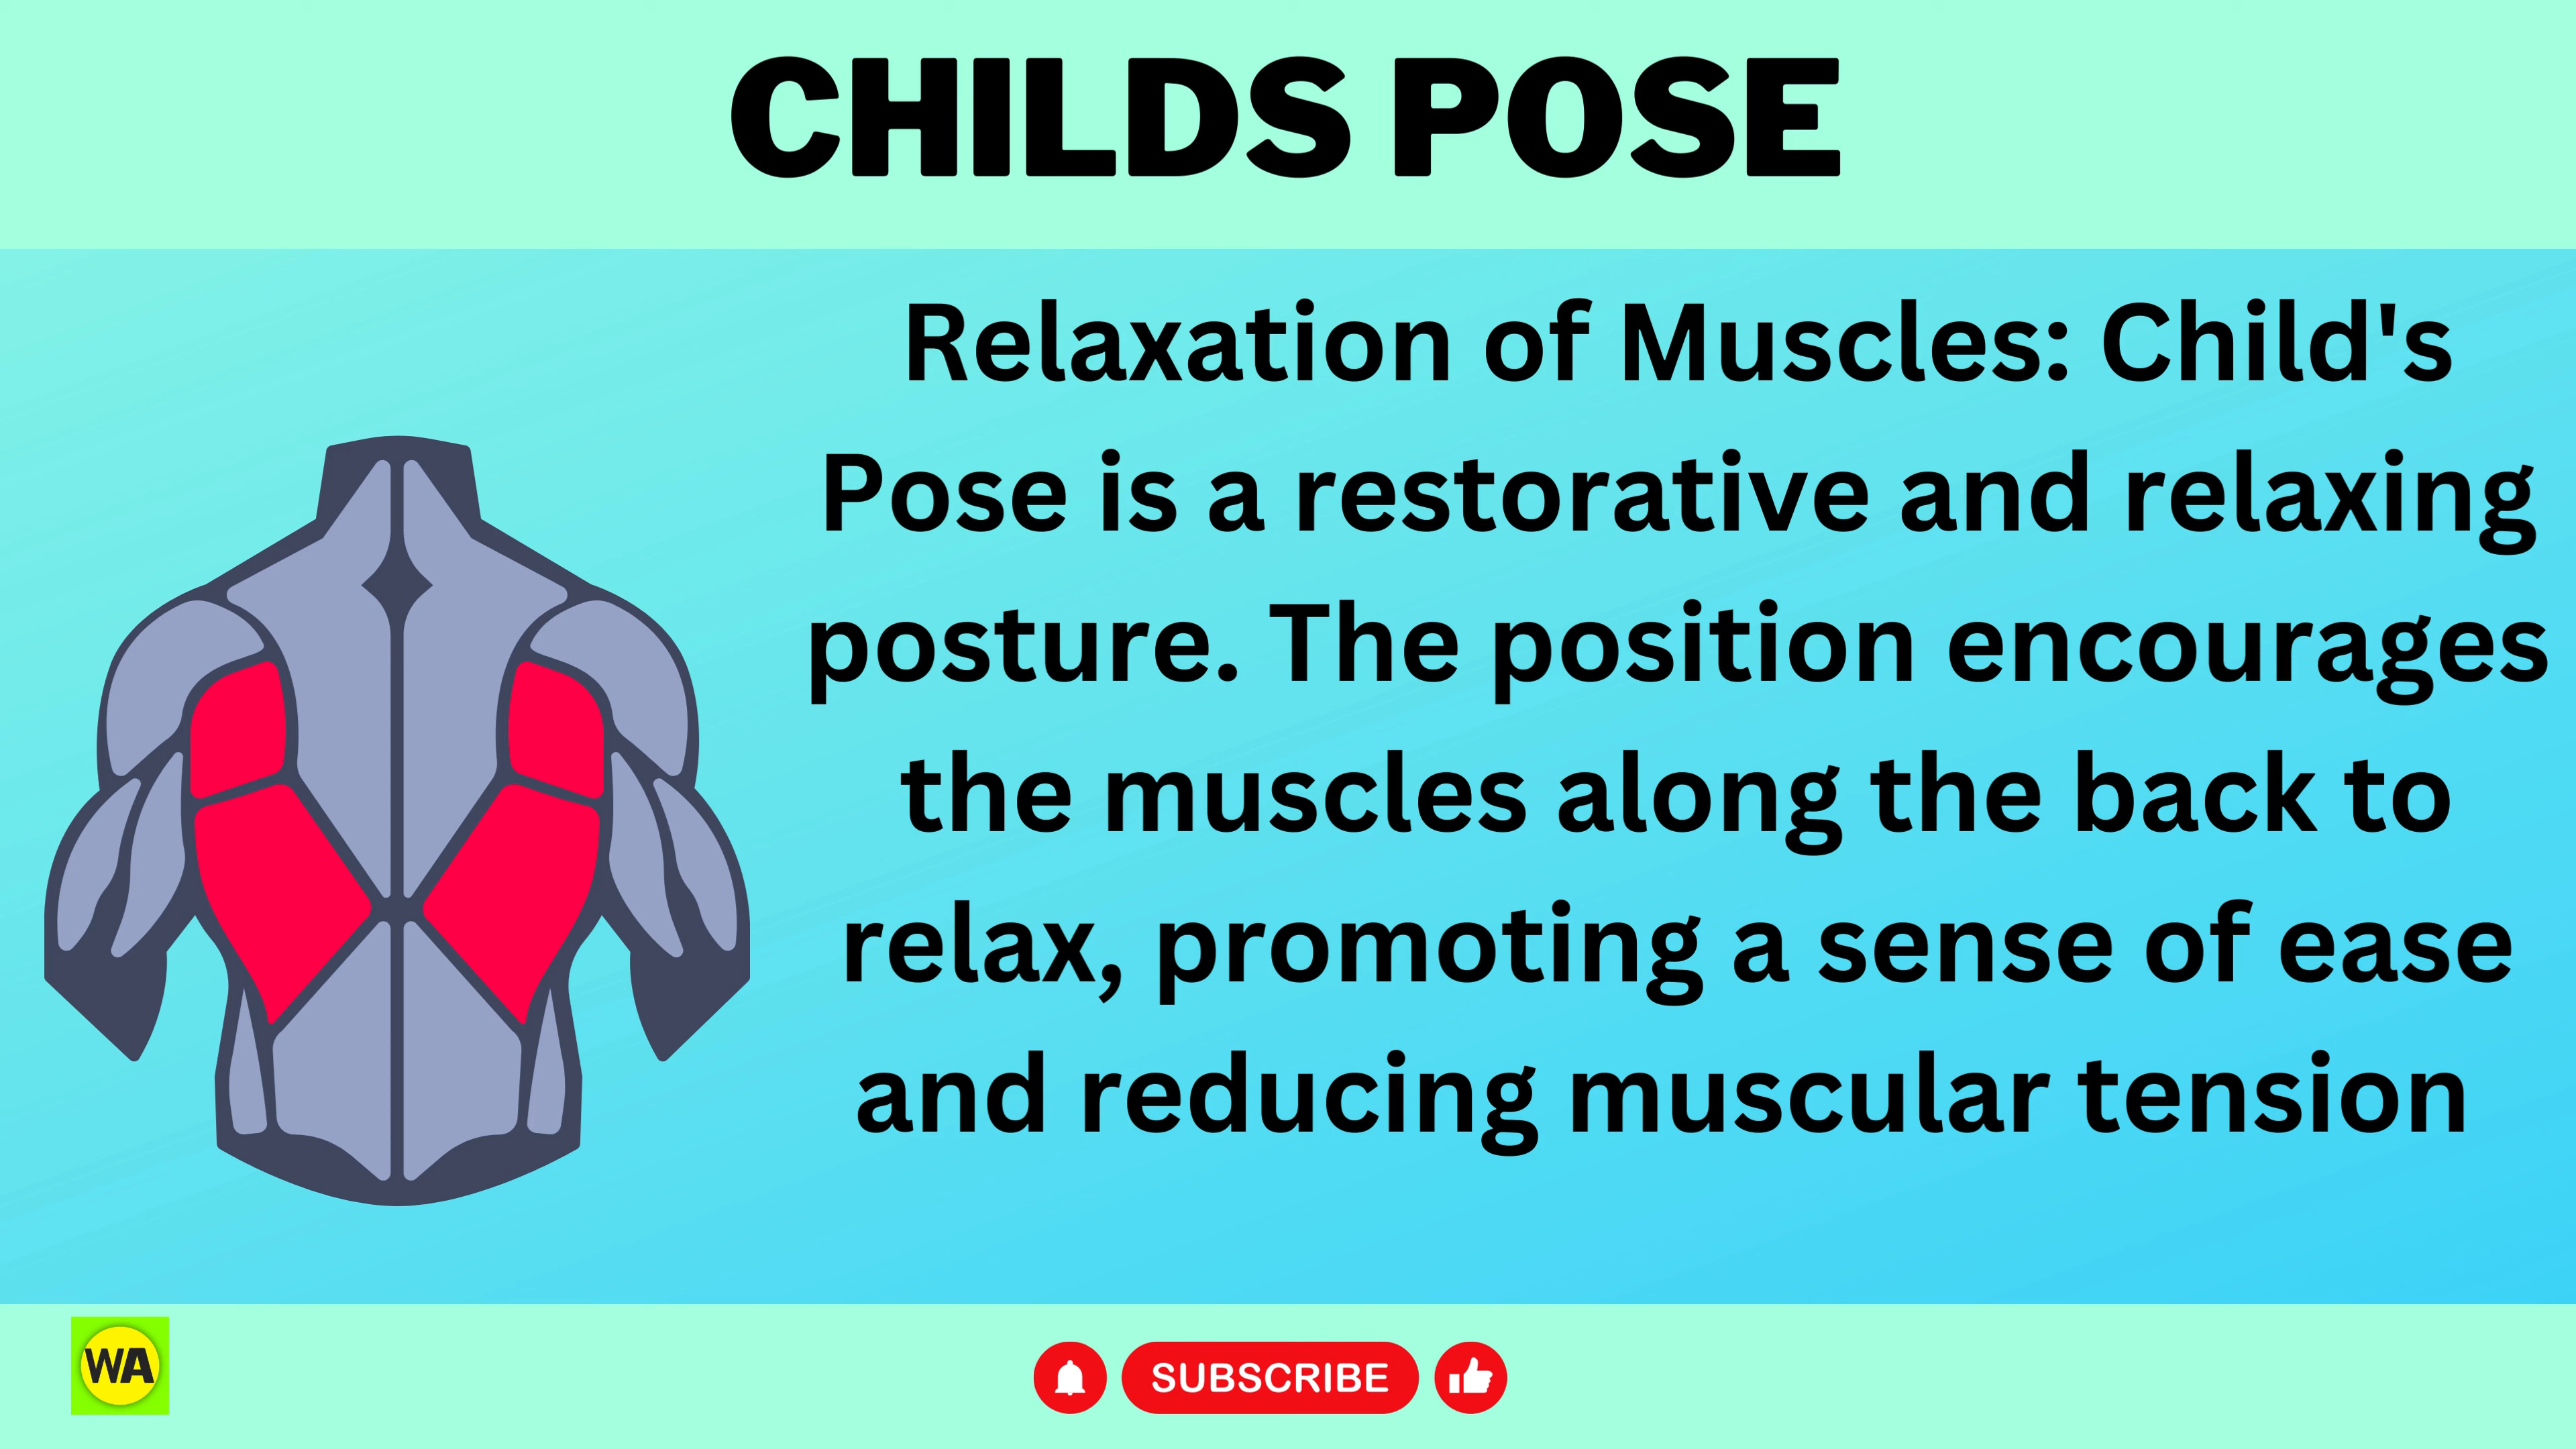 CHILDS POSE
Relaxation of Muscles: Child's
Pose is a restorative and relaxing
posture. The position encourages
the muscles along the back to
relax, promoting a sense of ease
and reducing muscular tension
WA
SUBSCRIBE